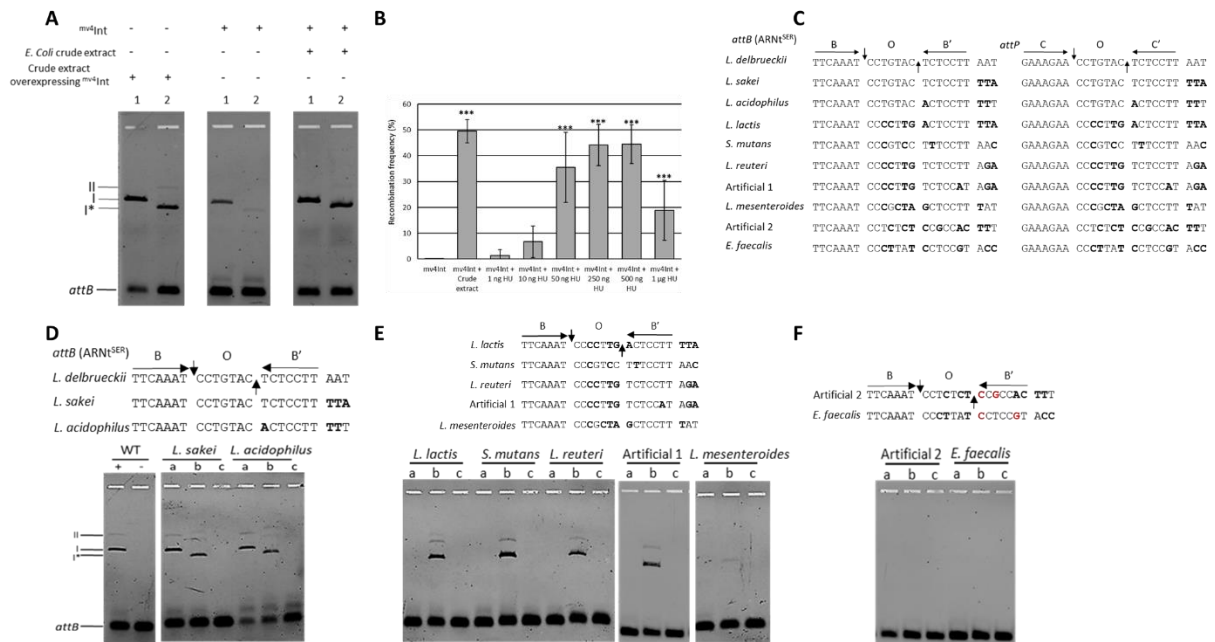 A
mv4Int - - + + + +
E. Coli crude extract - - - - + +
Crude extract overexpressing mv4Int + + - - - -
1 2 1 2 1 2
II
I
I*
attB
B
Recombination frequency (%)
60
50
40
30
20
10
0
*** *** *** *** ***
mv4Int
mv4Int + Crude extract
mv4Int + 1 ng HU
mv4Int + 10 ng HU
mv4Int + 50 ng HU
mv4Int + 250 ng HU
mv4Int + 500 ng HU
mv4Int + 1 µg HU
C
attB (ARNtSER) B O B' attP C O C'
L. delbrueckii TTCAAAT CCTGTAC TCTCCTT AAT GAAAGAA CCTGTAC TCTCCTT AAT
L. sakei TTCAAAT CCTGTAC TCTCCTT TTA GAAAGAA CCTGTAC TCTCCTT TTA
L. acidophilus TTCAAAT CCTGTAC ACTCCTT TTT GAAAGAA CCTGTAC ACTCCTT TTT
L. lactis TTCAAAT CCCCTTG ACTCCTT TTA GAAAGAA CCCCTTG ACTCCTT TTA
S. mutans TTCAAAT CCCGTCC TTTCCTT AAC GAAAGAA CCCGTCC TTTCCTT AAC
L. reuteri TTCAAAT CCCCTTG TCTCCTT AGA GAAAGAA CCCCTTG TCTCCTT AGA
Artificial 1 TTCAAAT CCCCTTG TCTCCAT AGA GAAAGAA CCCCTTG TCTCCAT AGA
L. mesenteroides TTCAAAT CCCGCTAG GCTCCTT TAT GAAAGAA CCCGCTAG GCTCCTT TAT
Artificial 2 TTCAAAT CCTCTCT CCGCCAC TTT GAAAGAA CCTCTCT CCGCCAC TTT
E. faecalis TTCAAAT CCCTTAT CCTCCGT ACC GAAAGAA CCCTTAT CCTCCGT ACC
D
attB (ARNtSER) B O B'
L. delbrueckii TTCAAAT CCTGTAC TCTCCTT AAT
L. sakei TTCAAAT CCTGTAC TCTCCTT TTA
L. acidophilus TTCAAAT CCTGTAC ACTCCTT TTT
WT L. sakei L. acidophilus
+ - a b c a b c
II
I
I*
attB
E
B O B'
L. lactis TTCAAAT CCCCTTG ACTCCTT TTA
S. mutans TTCAAAT CCCGTCC TTTCCTT AAC
L. reuteri TTCAAAT CCCCTTG TCTCCTT AGA
Artificial 1 TTCAAAT CCCCTTG TCTCCAT AGA
L. mesenteroides TTCAAAT CCCGCTAG GCTCCTT TAT
L. lactis S. mutans L. reuteri Artificial 1 L. mesenteroides
a b c a b c a b c a b c a b c
F
B O B'
Artificial 2 TTCAAAT CCTCTCT CCGCCAC TTT
E. faecalis TTCAAAT CCCTTAT CCTCCGT ACC
Artificial 2 E. faecalis
a b c a b c